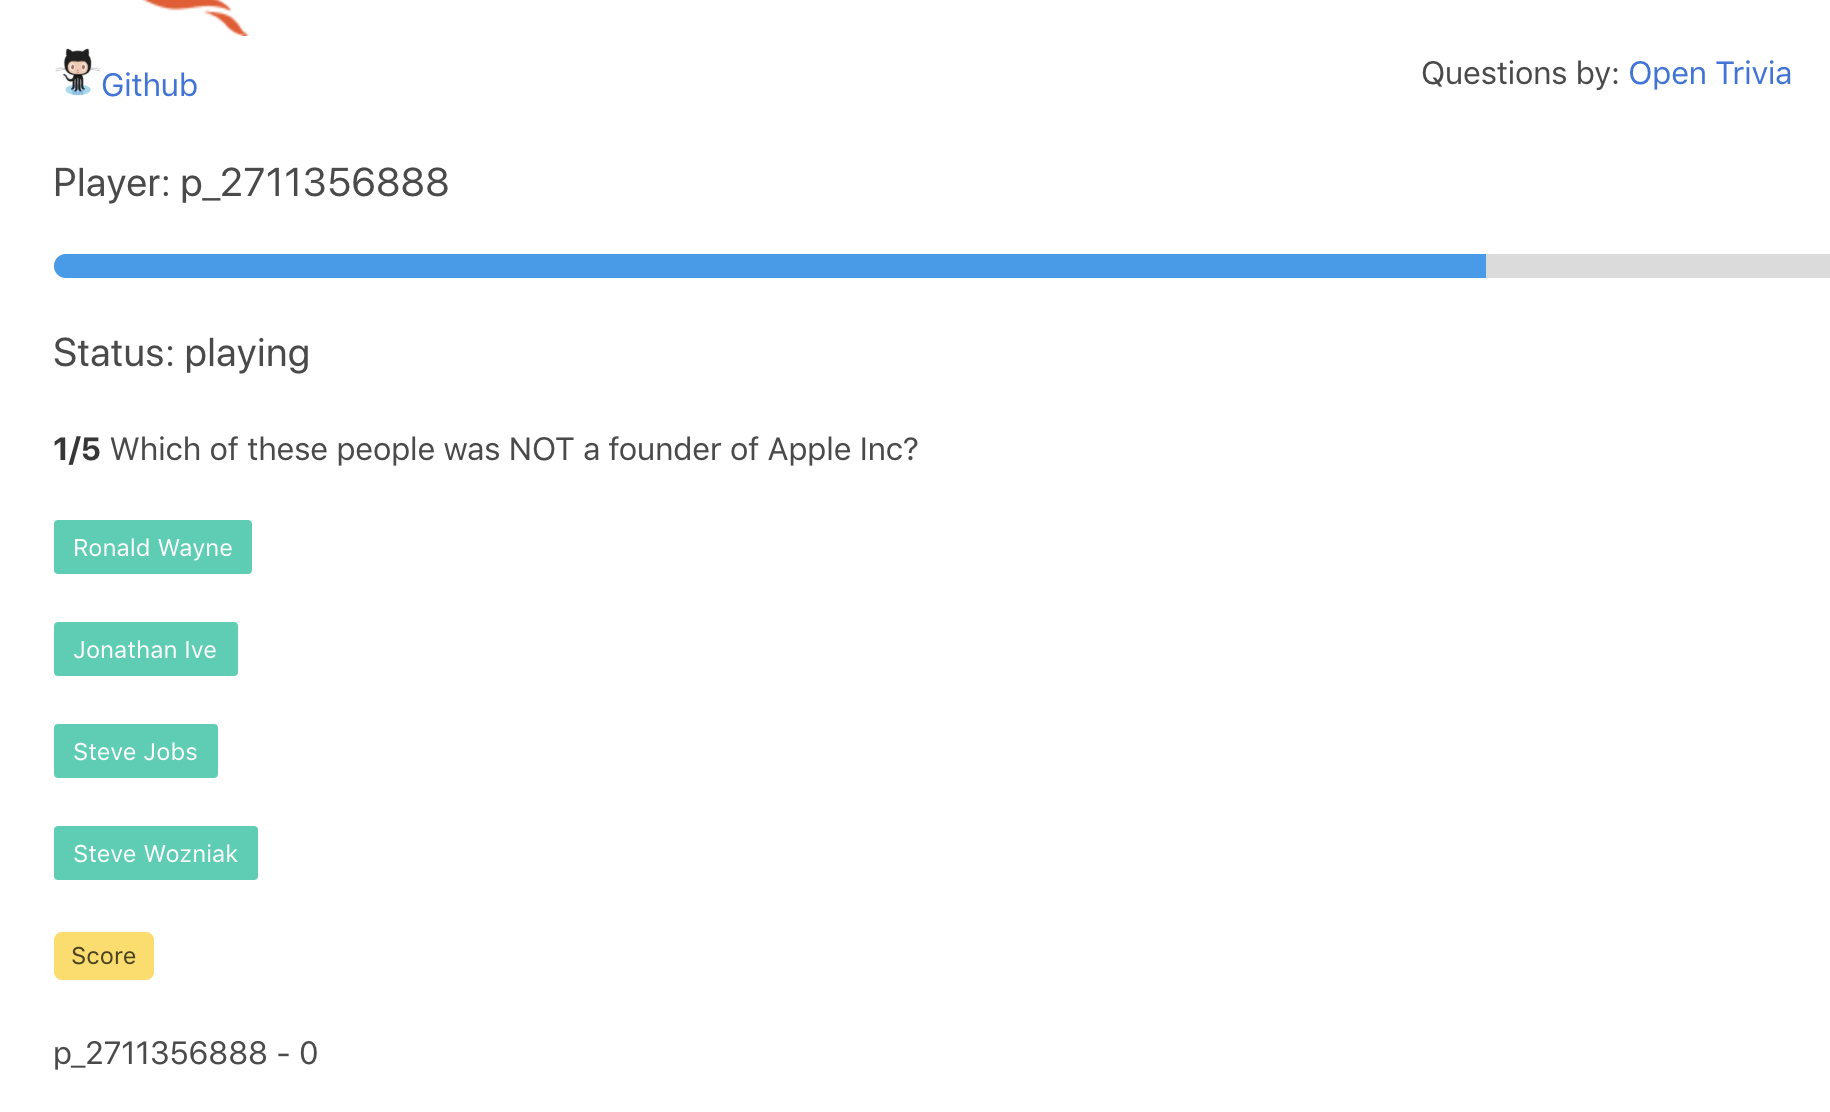 Github
Questions by: Open Trivia
Player: p_2711356888
Status: playing
1/5 Which of these people was NOT a founder of Apple Inc?
Ronald Wayne
Jonathan Ive
Steve Jobs
Steve Wozniak
Score
p_2711356888 - 0